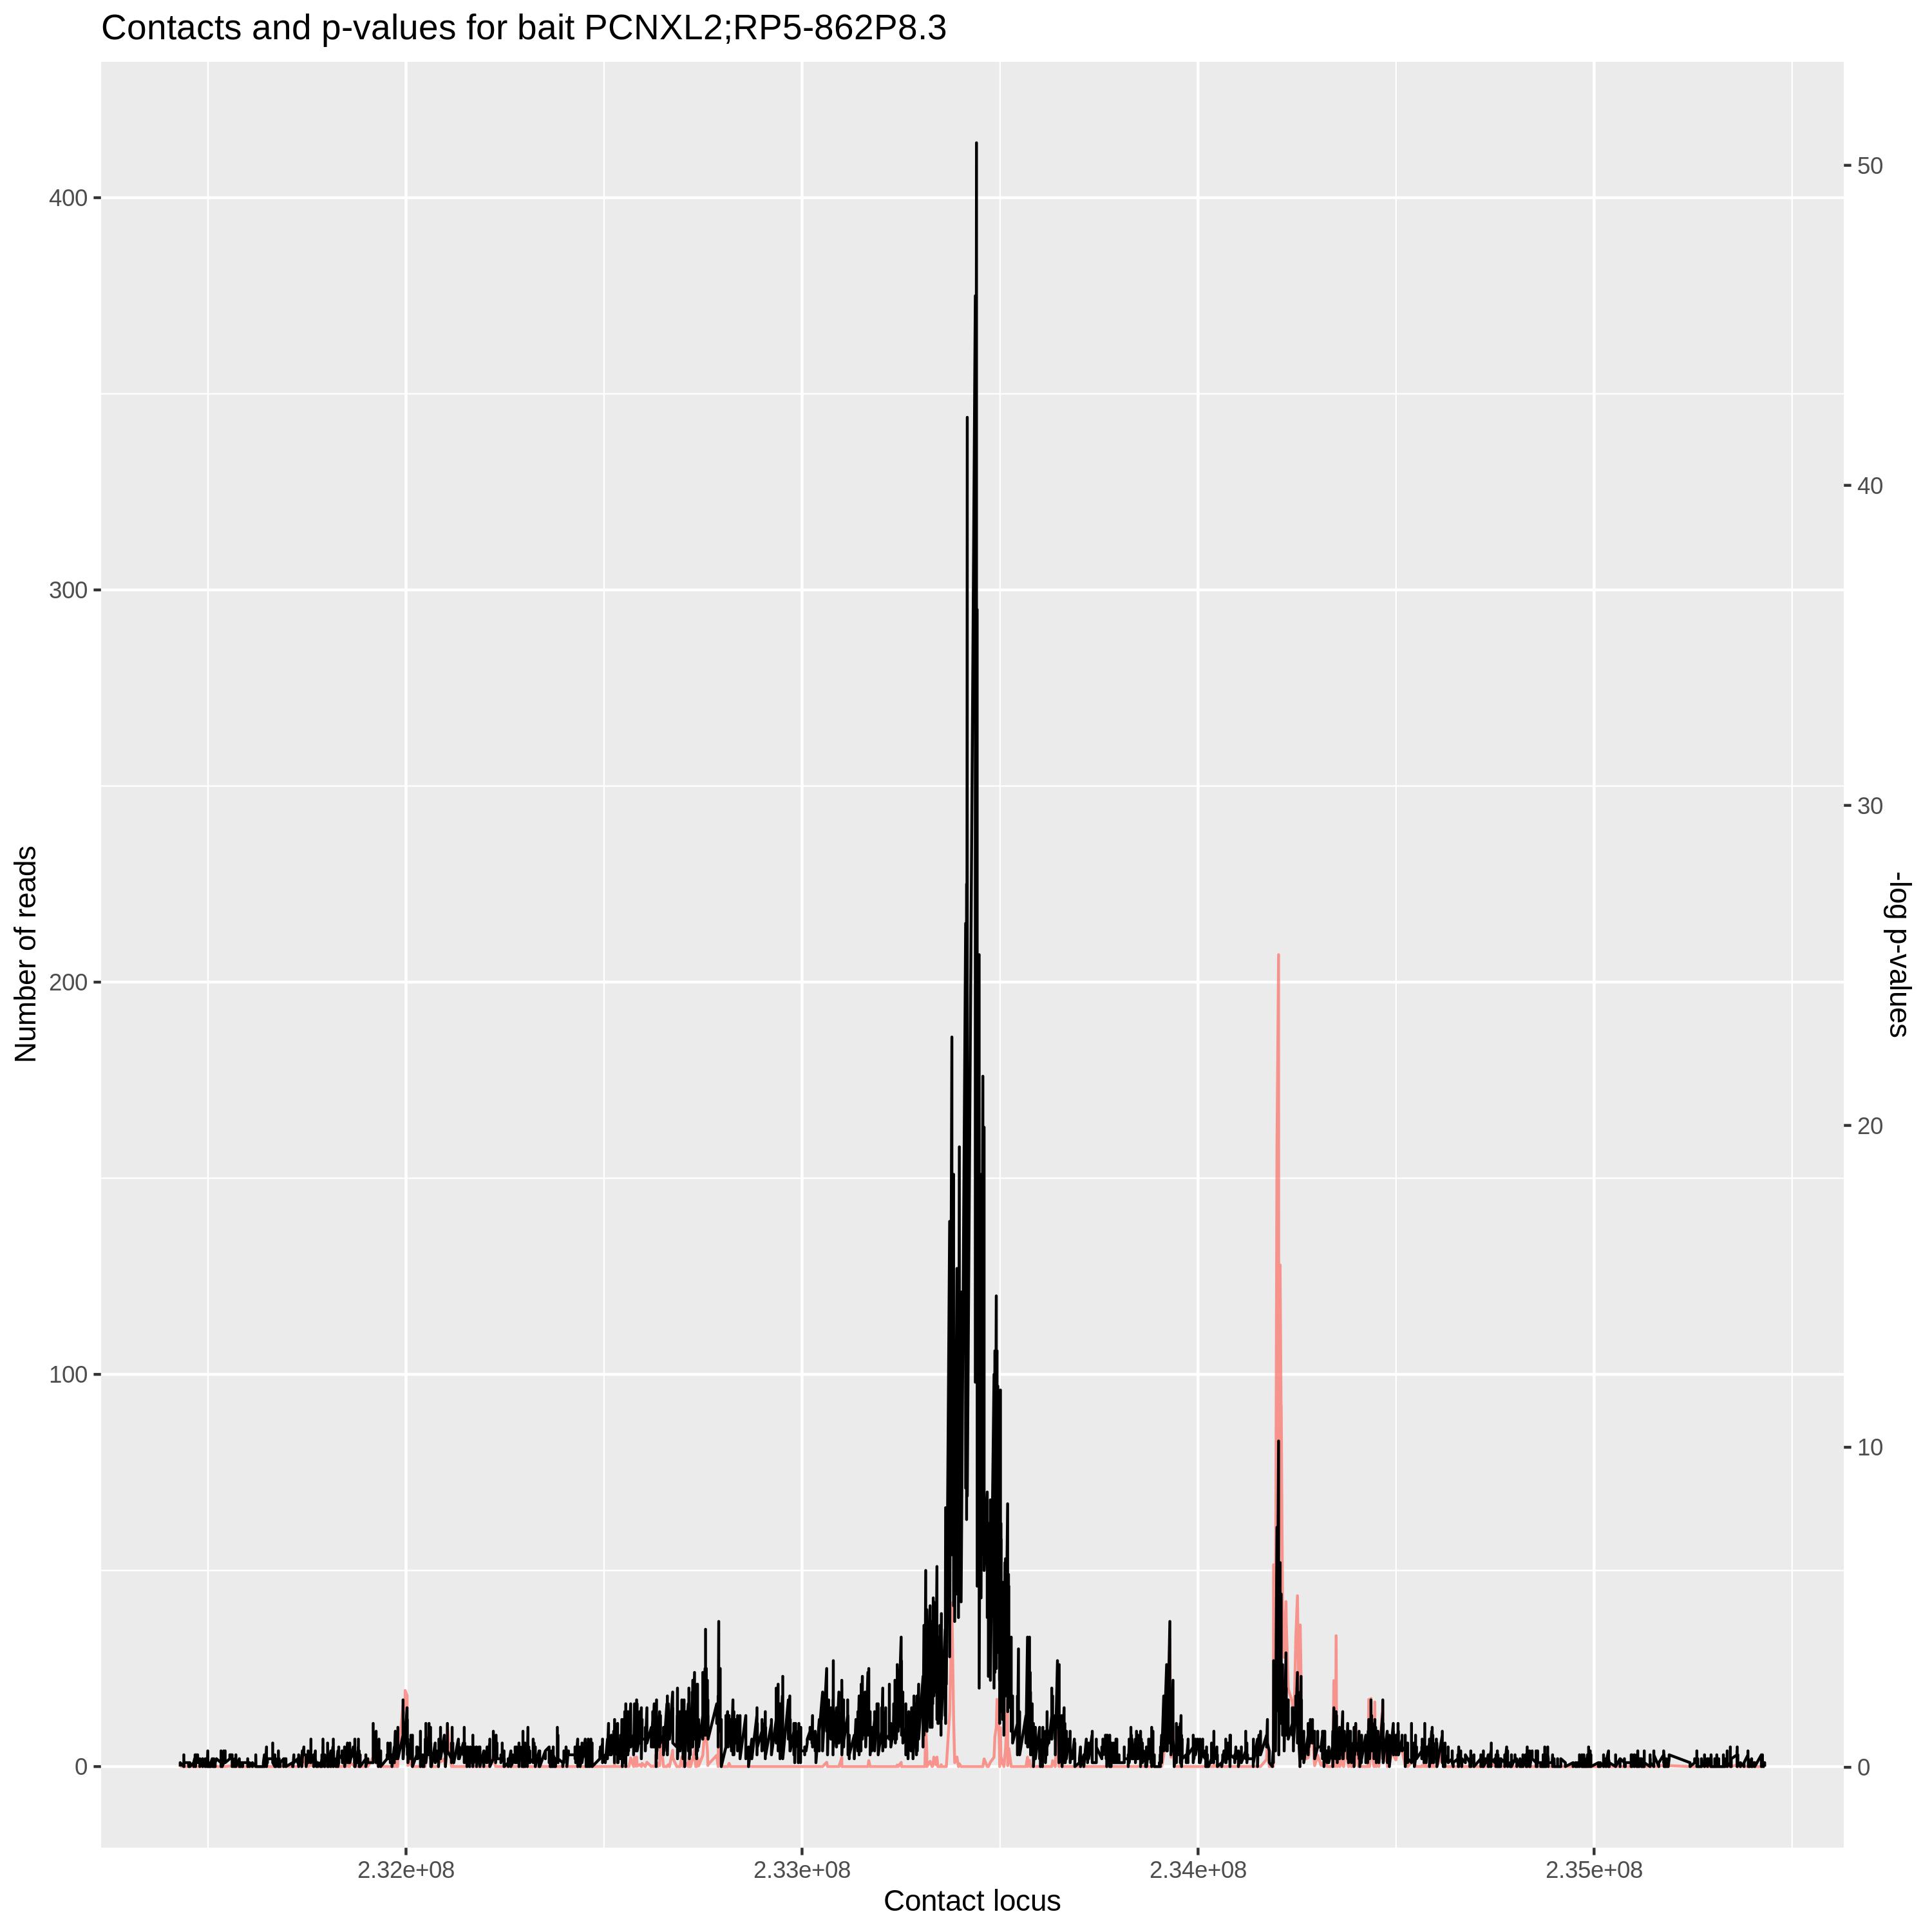 Contacts and p-values for bait PCNXL2;RP5-862P8.3
400
300
200
100
0
Number of reads
50
40
30
20
10
0
-log p-values
2.32e+08
2.33e+08
2.34e+08
2.35e+08
Contact locus